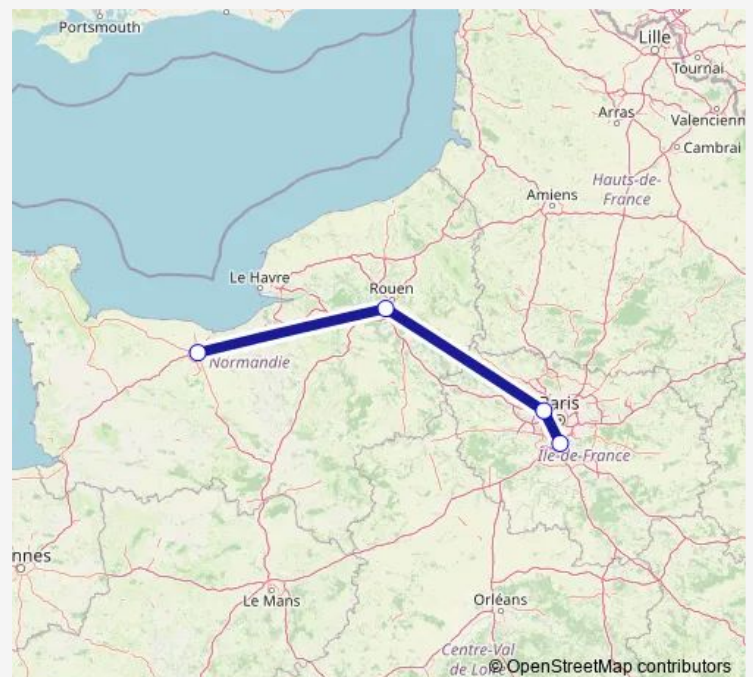 Portsmouth
Lille
Tournai
Arras
Valencienn
Cambrai
Hauts-de-
France
Amiens
Le Havre
Rouen
Normandie
Paris
Île-de-France
nnes
Le Mans
Orléans
Centre-Val
de Loire
© OpenStreetMap contributors